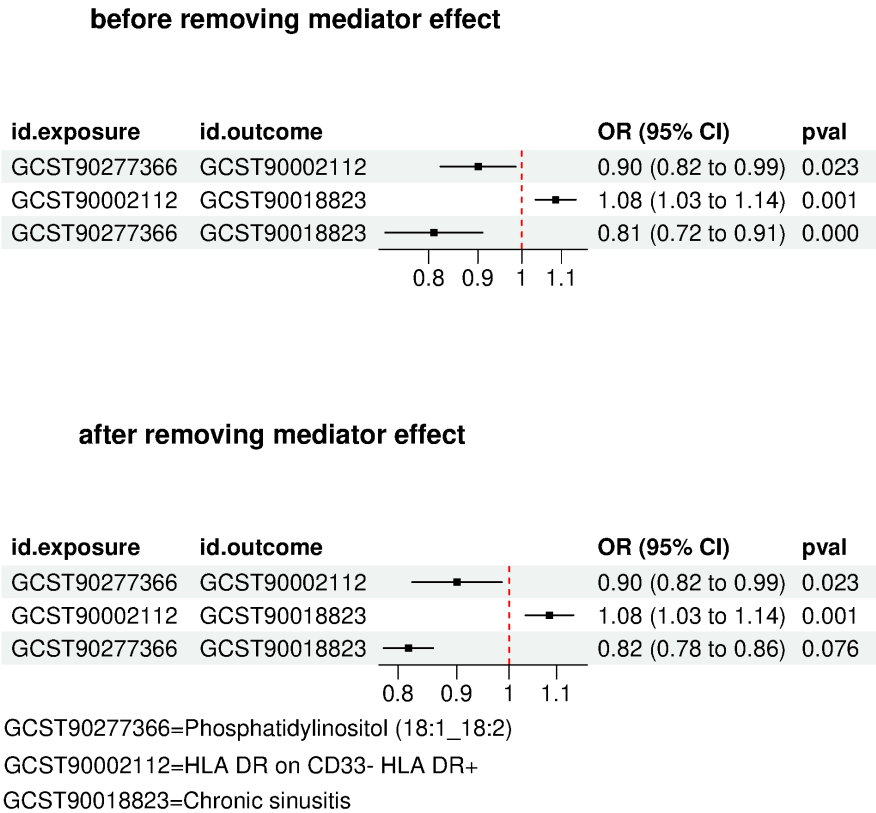 before removing mediator effect
id.exposure id.outcome OR (95% CI) pval
GCST90277366 GCST90002112 0.90 (0.82 to 0.99) 0.023
GCST90002112 GCST90018823 1.08 (1.03 to 1.14) 0.001
GCST90277366 GCST90018823 0.81 (0.72 to 0.91) 0.000
0.8 0.9 1 1.1
after removing mediator effect
id.exposure id.outcome OR (95% CI) pval
GCST90277366 GCST90002112 0.90 (0.82 to 0.99) 0.023
GCST90002112 GCST90018823 1.08 (1.03 to 1.14) 0.001
GCST90277366 GCST90018823 0.82 (0.78 to 0.86) 0.076
0.8 0.9 1 1.1
GCST90277366=Phosphatidylinositol (18:1_18:2)
GCST90002112=HLA DR on CD33- HLA DR+
GCST90018823=Chronic sinusitis